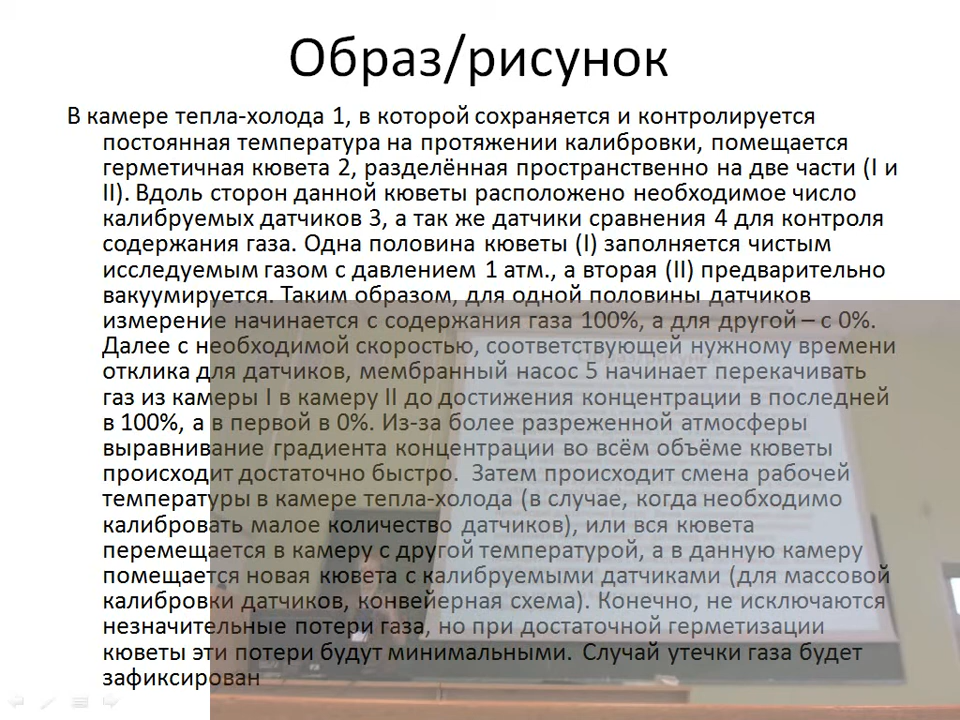 Образ/рисунок
В камере тепла-холода 1, в которой сохраняется и контролируется
постоянная температура на протяжении калибровки, помещается
герметичная кювета 2, разделённая пространственно на две части (I и
II). Вдоль сторон данной кюветы расположено необходимое число
калибруемых датчиков 3, а так же датчики сравнения 4 для контроля
содержания газа. Одна половина кюветы (I) заполняется чистым
исследуемым газом с давлением 1 атм., а вторая (II) предварительно
вакуумируется. Таким образом, для одной половины датчиков
измерение начинается с содержания газа 100%, а для другой – с 0%.
Далее с необходимой скоростью, соответствующей нужному времени
отклика для датчиков, мембранный насос 5 начинает перекачивать
газ из камеры I в камеру II до достижения концентрации в последней
в 100%, а в первой в 0%. Из-за более разреженной атмосферы
выравнивание градиента концентрации во всём объёме кюветы
происходит достаточно быстро. Затем происходит смена рабочей
температуры в камере тепла-холода (в случае, когда необходимо
калибровать малое количество датчиков), или вся кювета
перемещается в камеру с другой температурой, а в данную камеру
помещается новая кювета с калибруемыми датчиками (для массовой
калибровки датчиков, конвейерная схема). Конечно, не исключаются
незначительные потери газа, но при достаточной герметизации
кюветы эти потери будут минимальными. Случай утечки газа будет
зафиксирован